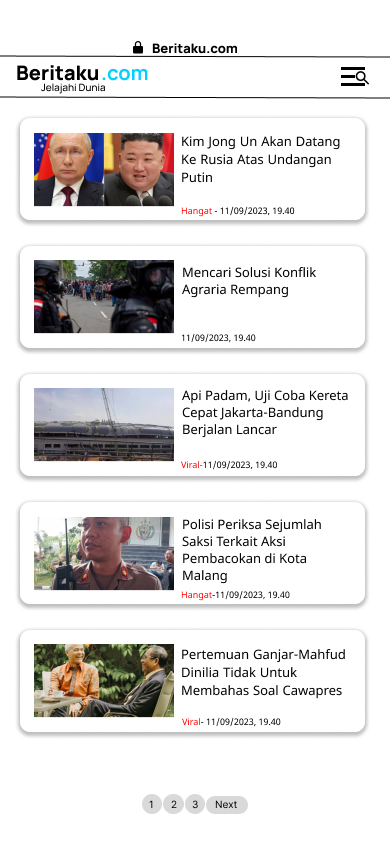 Beritaku.com
Beritaku.com
Jelajahi Dunia
Kim Jong Un Akan Datang
Ke Rusia Atas Undangan
Putin
Hangat - 11/09/2023, 19.40
Mencari Solusi Konflik
Agraria Rempang
11/09/2023, 19.40
Api Padam, Uji Coba Kereta
Cepat Jakarta-Bandung
Berjalan Lancar
Viral-11/09/2023, 19.40
Polisi Periksa Sejumlah
Saksi Terkait Aksi
Pembacokan di Kota
Malang
Hangat-11/09/2023, 19.40
Pertemuan Ganjar-Mahfud
Dinilia Tidak Untuk
Membahas Soal Cawapres
Viral- 11/09/2023, 19.40
1 2 3 Next